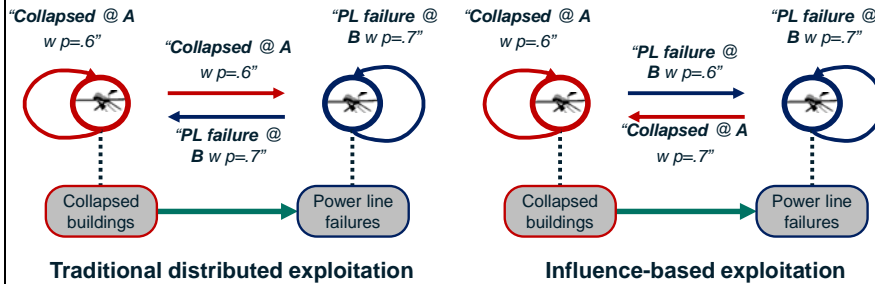 “Collapsed @ A
w p=.6”
“Collapsed @ A
w p=.6”
“PL failure @
B w p=.7”
“PL failure @
B w p=.7”
Collapsed
buildings
Power line
failures
Traditional distributed exploitation
“Collapsed @ A
w p=.6”
“PL failure @
B w p=.6”
“Collapsed @ A
w p=.7”
“PL failure @
B w p=.7”
Collapsed
buildings
Power line
failures
Influence-based exploitation